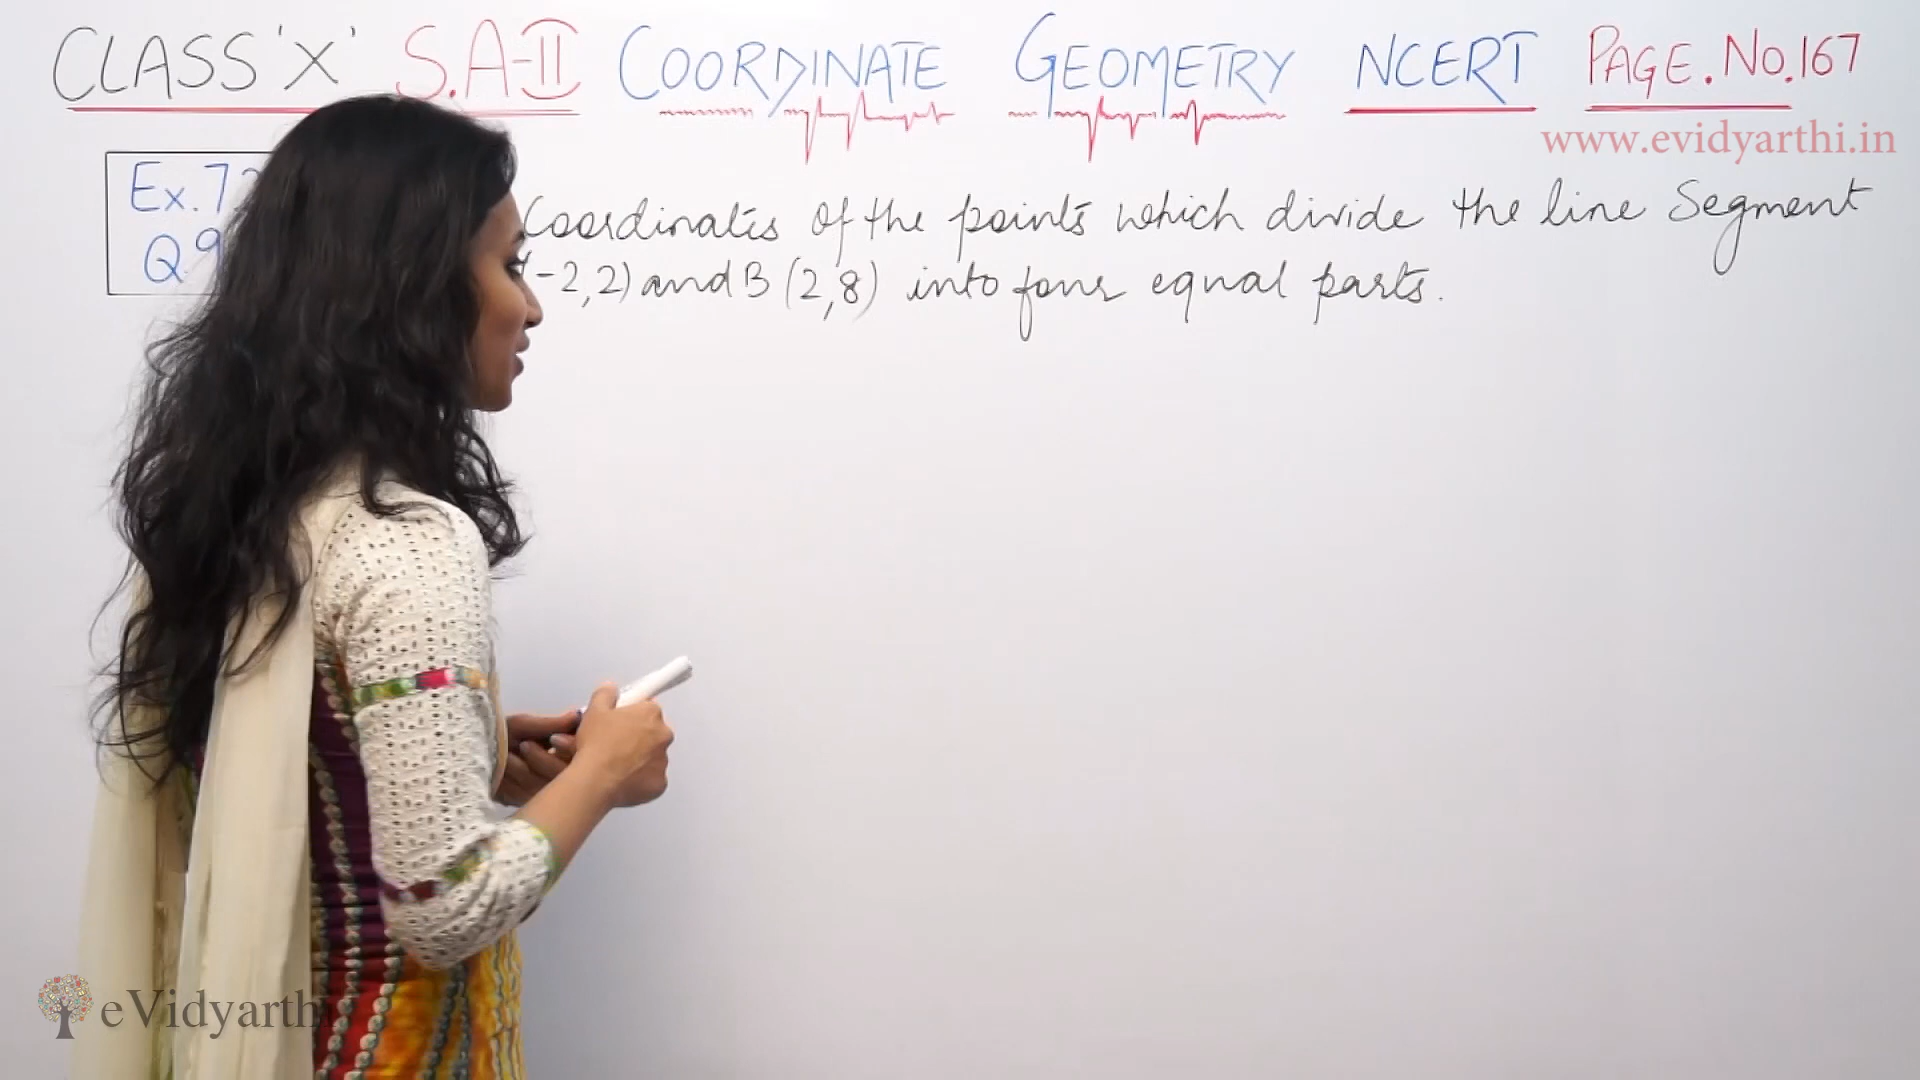 CLASS 'X' S.A-II COORDINATE GEOMETRY NCERT PAGE.No.167
www.evidyarthi.in
Ex.7
Q.9
Coordinates of the points which divide the line Segment
(-2,2) and B (2,8) into four equal parts.
eVidyarthi